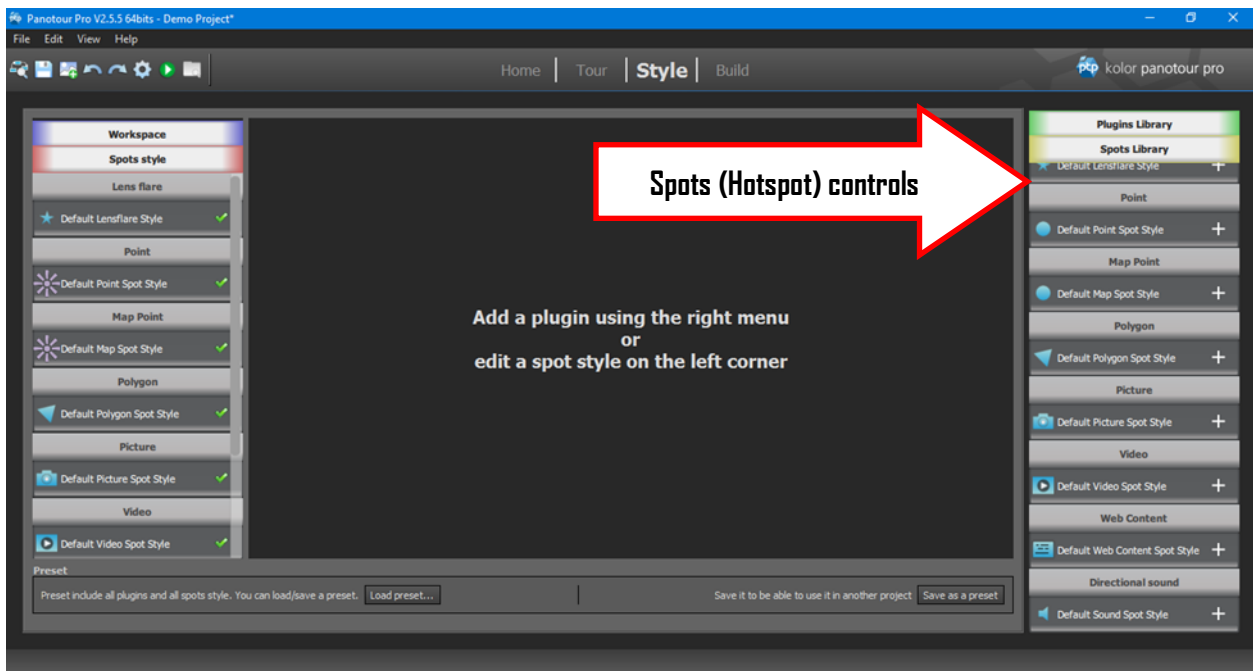 Panotour Pro V2.5.5 64bits - Demo Project*
File Edit View Help
Home Tour Style Build
ptp kolor panotour pro
Workspace
Spots style
Lens flare
Default Lensflare Style
Point
Default Point Spot Style
Map Point
Default Map Spot Style
Polygon
Default Polygon Spot Style
Picture
Default Picture Spot Style
Video
Default Video Spot Style
Spots (Hotspot) controls
Add a plugin using the right menu
or
edit a spot style on the left corner
Plugins Library
Spots Library
Default Lensflare Style
Point
Default Point Spot Style
Map Point
Default Map Spot Style
Polygon
Default Polygon Spot Style
Picture
Default Picture Spot Style
Video
Default Video Spot Style
Web Content
Default Web Content Spot Style
Directional sound
Default Sound Spot Style
Preset
Preset include all plugins and all spots style. You can load/save a preset. Load preset... Save it to be able to use it in another project Save as a preset